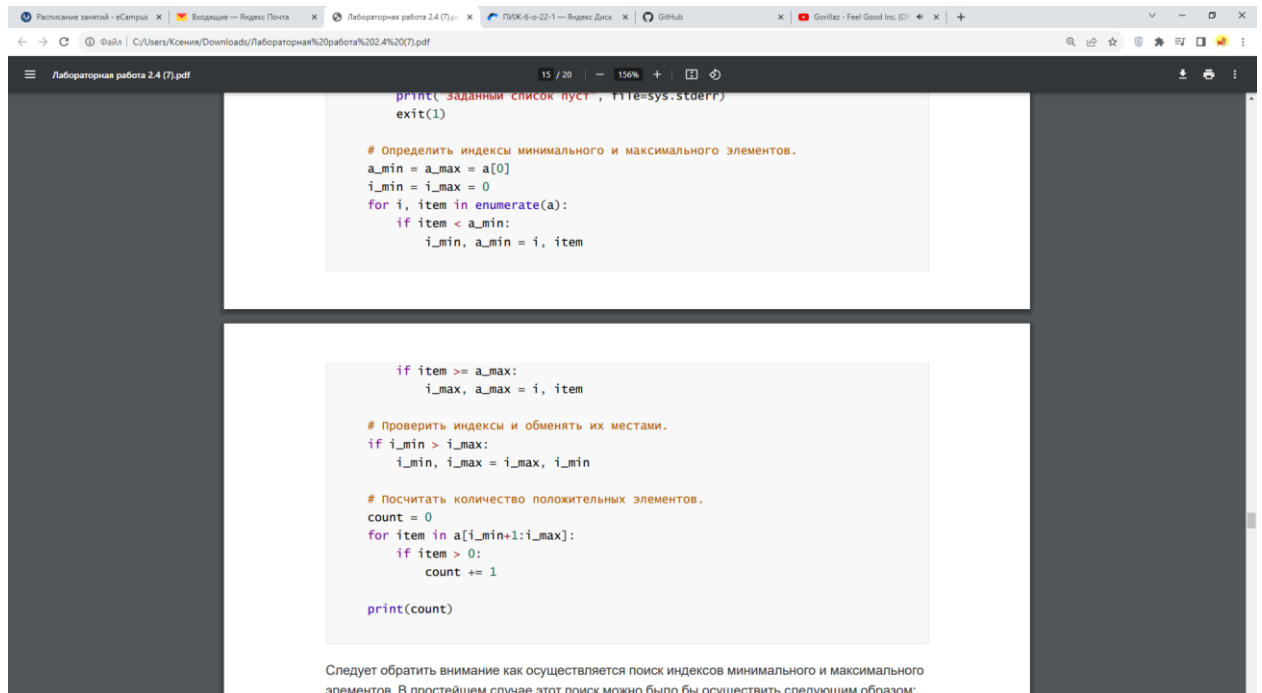 Расписание занятий - eCampus
Входящие — Яндекс Почта
Лабораторная работа 2.4 (7).p
ПИЖ-б-о-22-1 — Яндекс Диск
GitHub
Gorillaz - Feel Good Inc. (Of
Файл | C:/Users/Ксения/Downloads/Лабораторная%20работа%202.4%20(7).pdf
Лабораторная работа 2.4 (7).pdf
15 / 20 | — 156% +
print("Заданный список пуст", file=sys.stderr)
exit(1)
# Определить индексы минимального и максимального элементов.
a_min = a_max = a[0]
i_min = i_max = 0
for i, item in enumerate(a):
if item < a_min:
i_min, a_min = i, item
if item >= a_max:
i_max, a_max = i, item
# Проверить индексы и обменять их местами.
if i_min > i_max:
i_min, i_max = i_max, i_min
# Посчитать количество положительных элементов.
count = 0
for item in a[i_min+1:i_max]:
if item > 0:
count += 1
print(count)
Следует обратить внимание как осуществляется поиск индексов минимального и максимального
элементов. В простейшем случае этот поиск можно было бы осуществить следующим образом: